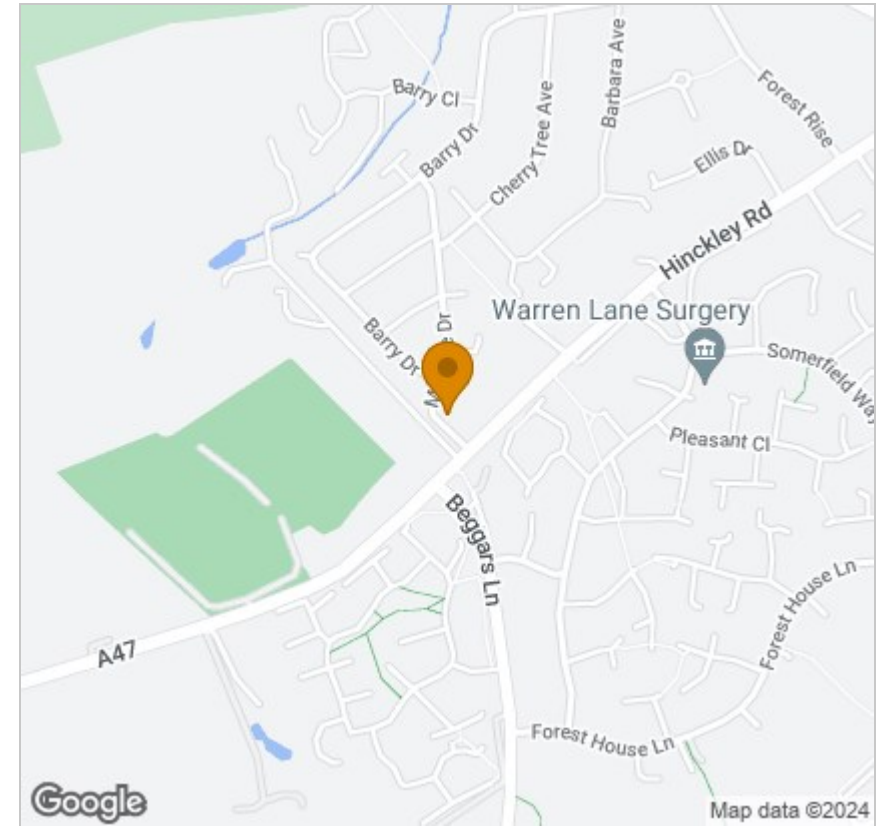 Barry Cl
Barry Dr
Cherry Tree Ave
Barbara Ave
Forest Rise
Ellis Dr
Hinckley Rd
Warren Lane Surgery
Somerfield Way
Barry Dr
Pleasant Cl
Beggars Ln
Forest House Ln
A47
Forest House Ln
Google
Map data ©2024